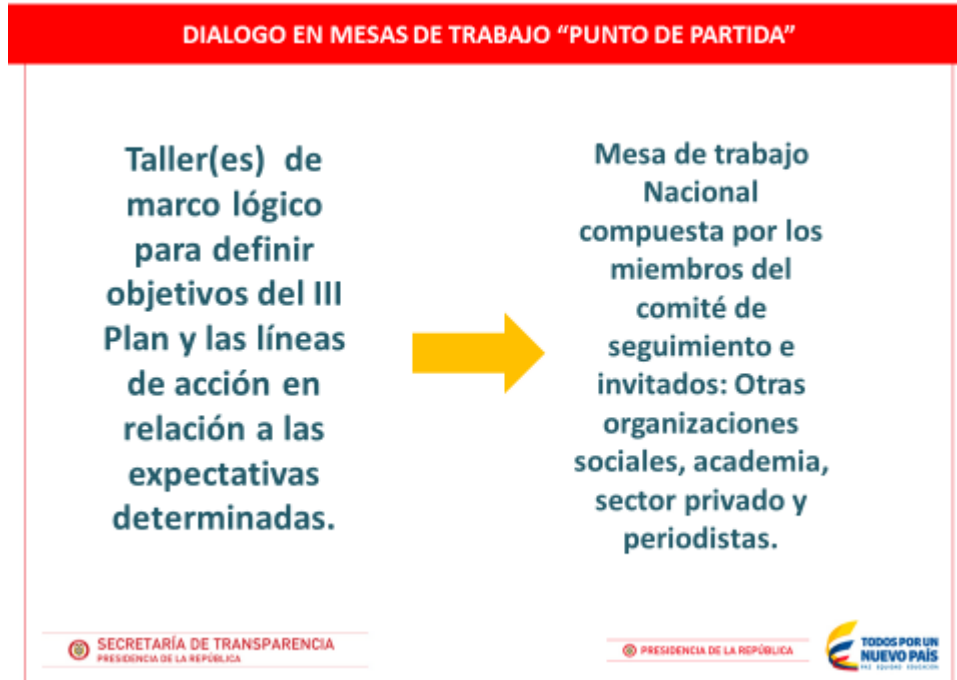 DIALOGO EN MESAS DE TRABAJO “PUNTO DE PARTIDA”
Taller(es) de
marco lógico
para definir
objetivos del III
Plan y las líneas
de acción en
relación a las
expectativas
determinadas.
Mesa de trabajo
Nacional
compuesta por los
miembros del
comité de
seguimiento e
invitados: Otras
organizaciones
sociales, academia,
sector privado y
periodistas.
SECRETARÍA DE TRANSPARENCIA
PRESIDENCIA DE LA REPÚBLICA
PRESIDENCIA DE LA REPÚBLICA
TODOS POR UN
NUEVO PAÍS
PAZ EQUIDAD EDUCACIÓN